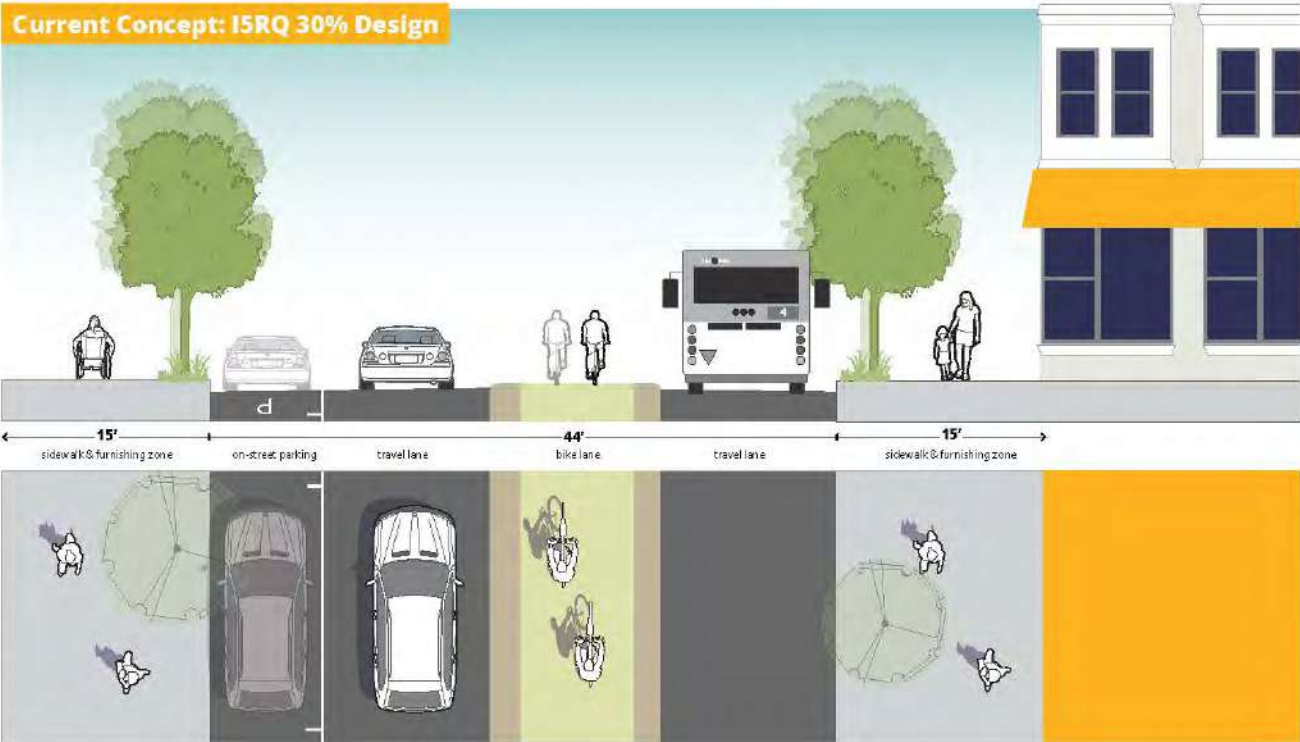 Current Concept: I5RQ 30% Design
4
P
15'
44'
15'
sidewalk & furnishing zone
on-street parking
travel lane
bike lane
travel lane
sidewalk & furnishing zone